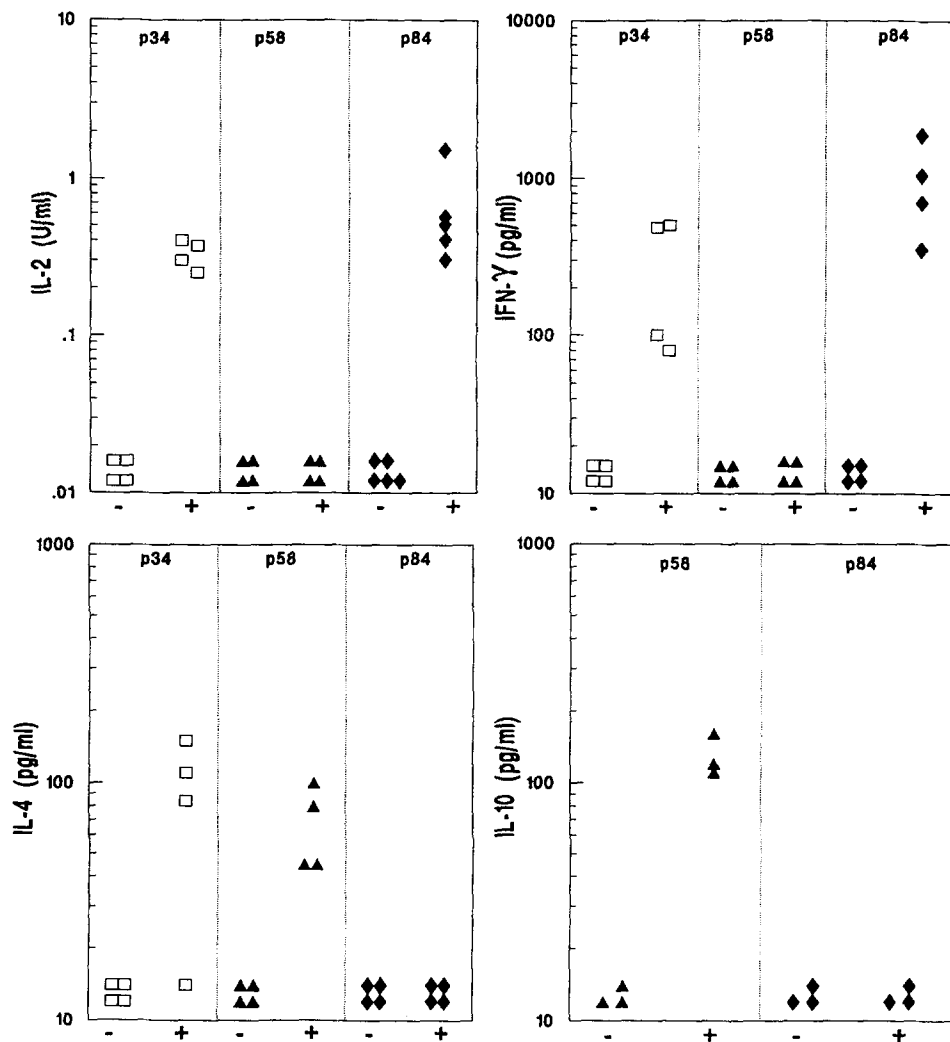 10
1
.1
.01
IL-2 (U/ml)
p34 p58 p84
- + - + - +
10000
1000
100
10
IFN-γ (pg/ml)
p34 p58 p84
- + - + - +
1000
100
10
IL-4 (pg/ml)
p34 p58 p84
- + - + - +
1000
100
10
IL-10 (pg/ml)
p58 p84
- + - +